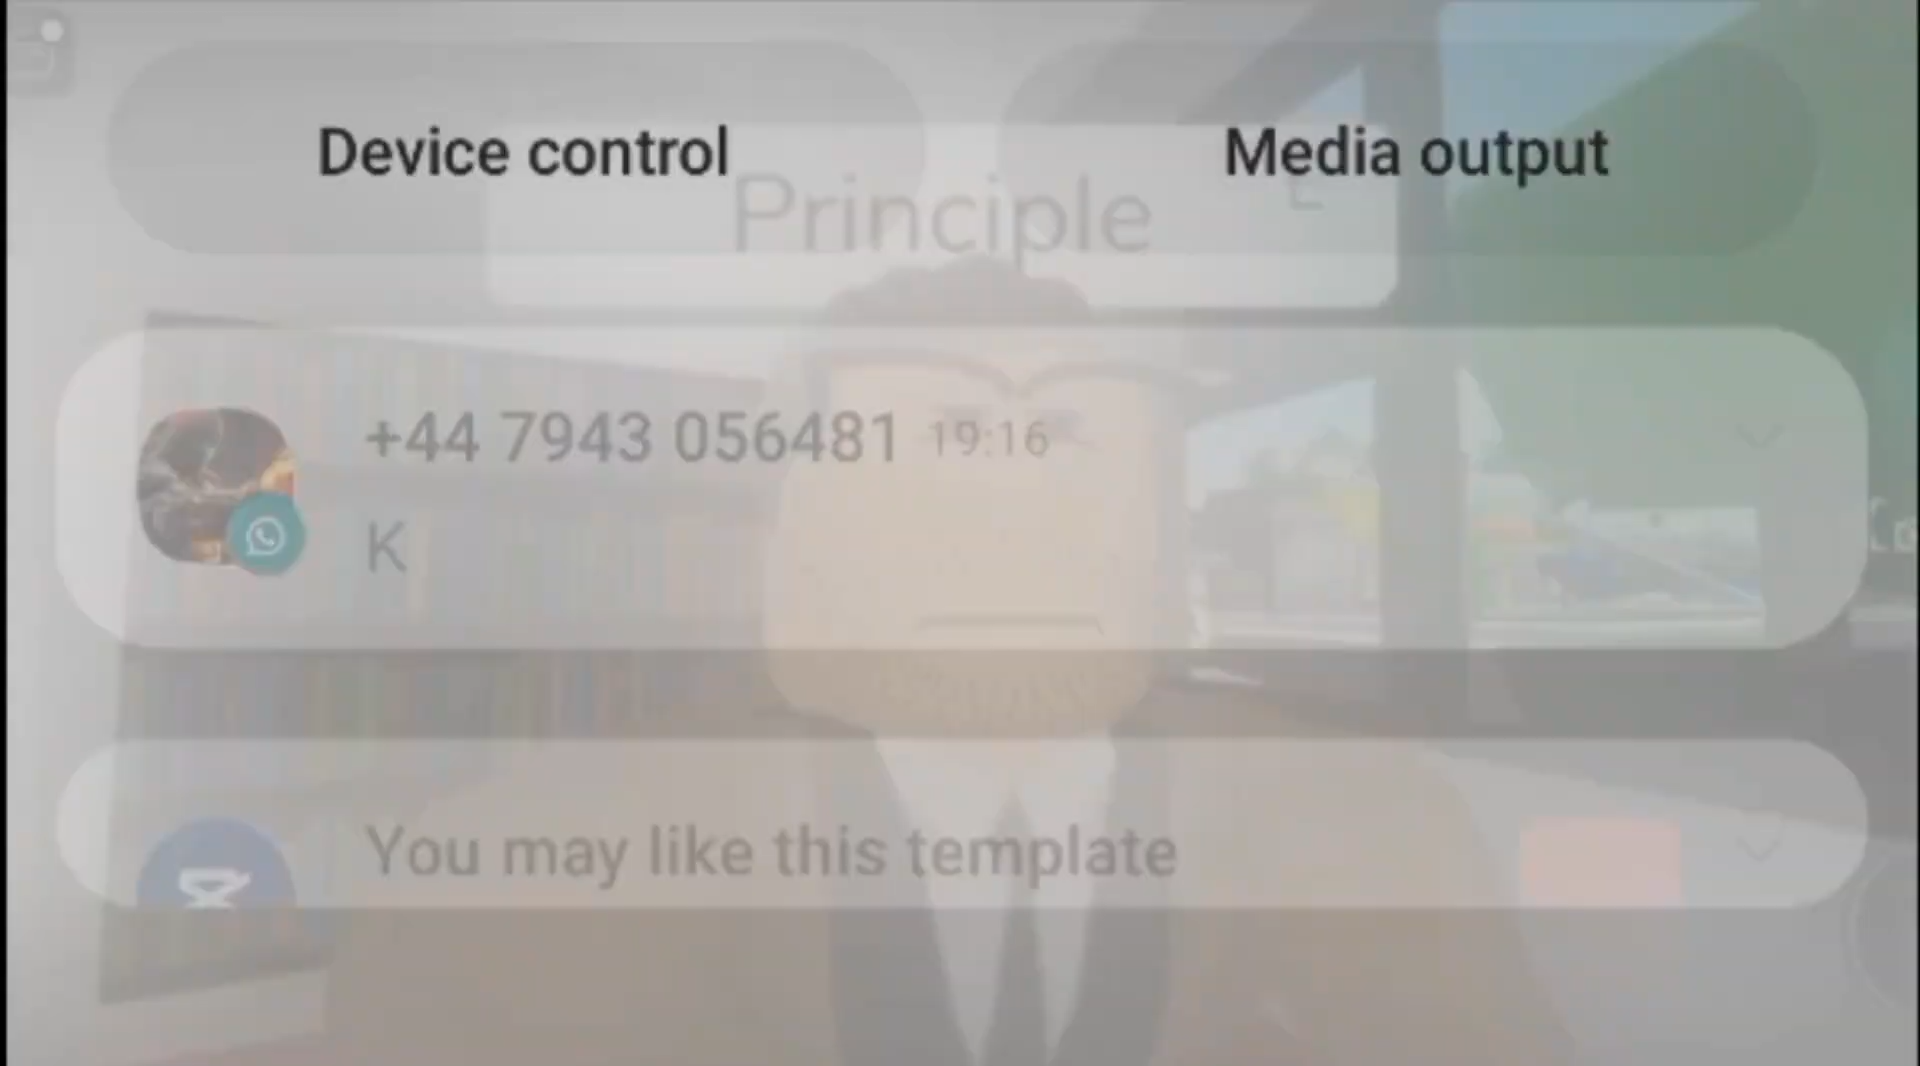 Device control
Media output
Principle
+44 7943 056481 19:16
K
You may like this template